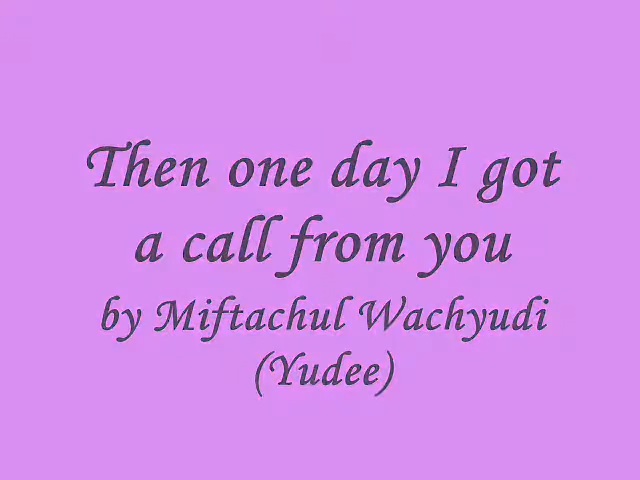 Then one day I got
a call from you
by Miftachul Wachyudi
(Yudee)